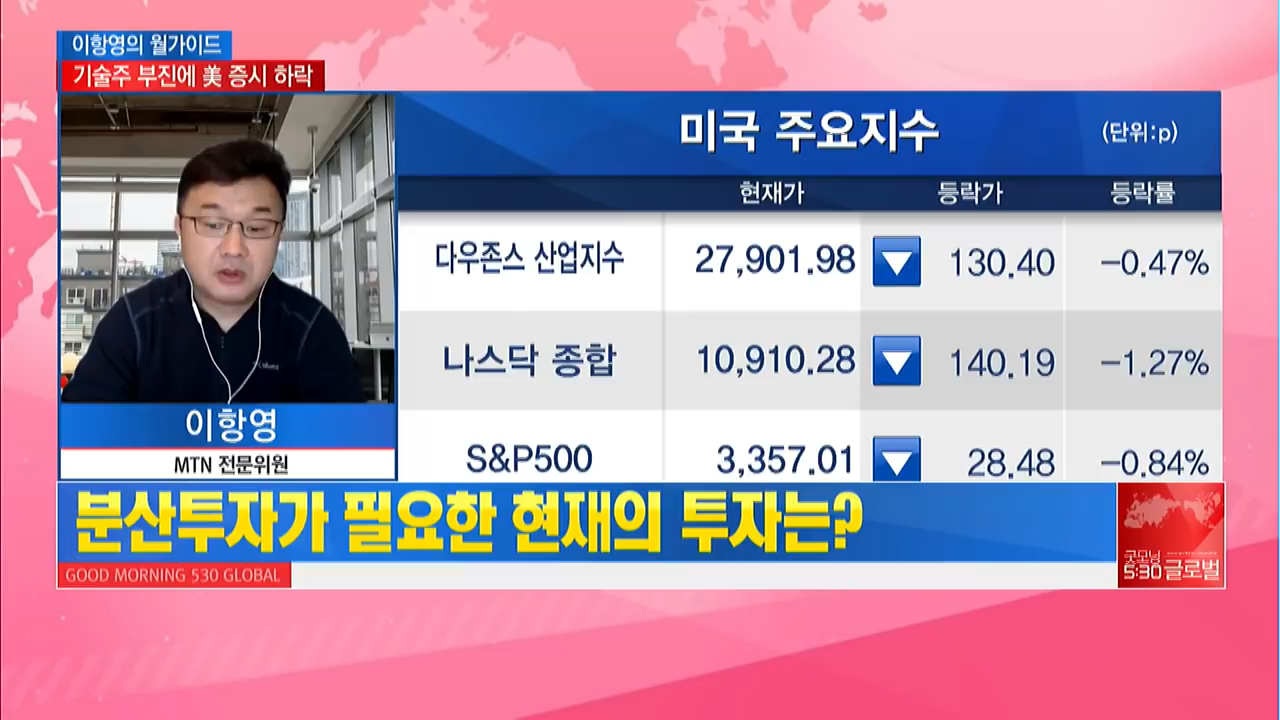 이항영의 월가이드
기술주 부진에 美 증시 하락
미국 주요지수
(단위:p)
현재가 등락가 등락률
다우존스 산업지수 27,901.98 ▼ 130.40 -0.47%
나스닥 종합 10,910.28 ▼ 140.19 -1.27%
S&P500 3,357.01 ▼ 28.48 -0.84%
이항영
MTN 전문위원
분산투자가 필요한 현재의 투자는?
GOOD MORNING 530 GLOBAL
굿모닝
5:30 글로벌